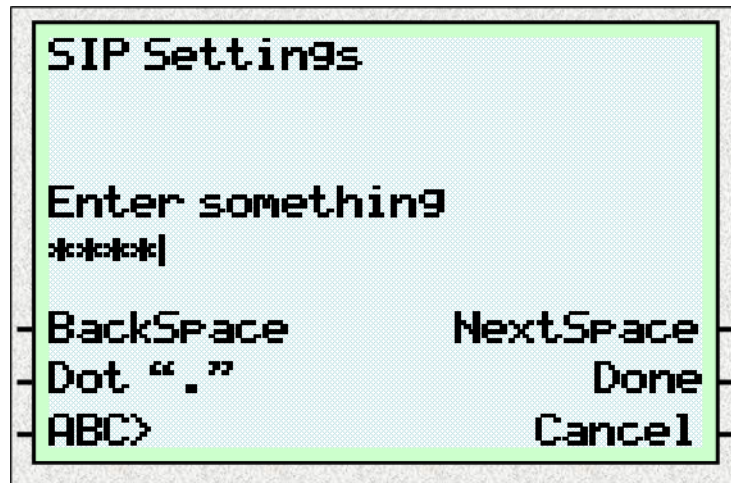 SIP Settings
Enter something
****|
BackSpace NextSpace
Dot “.” Done
ABC> Cancel